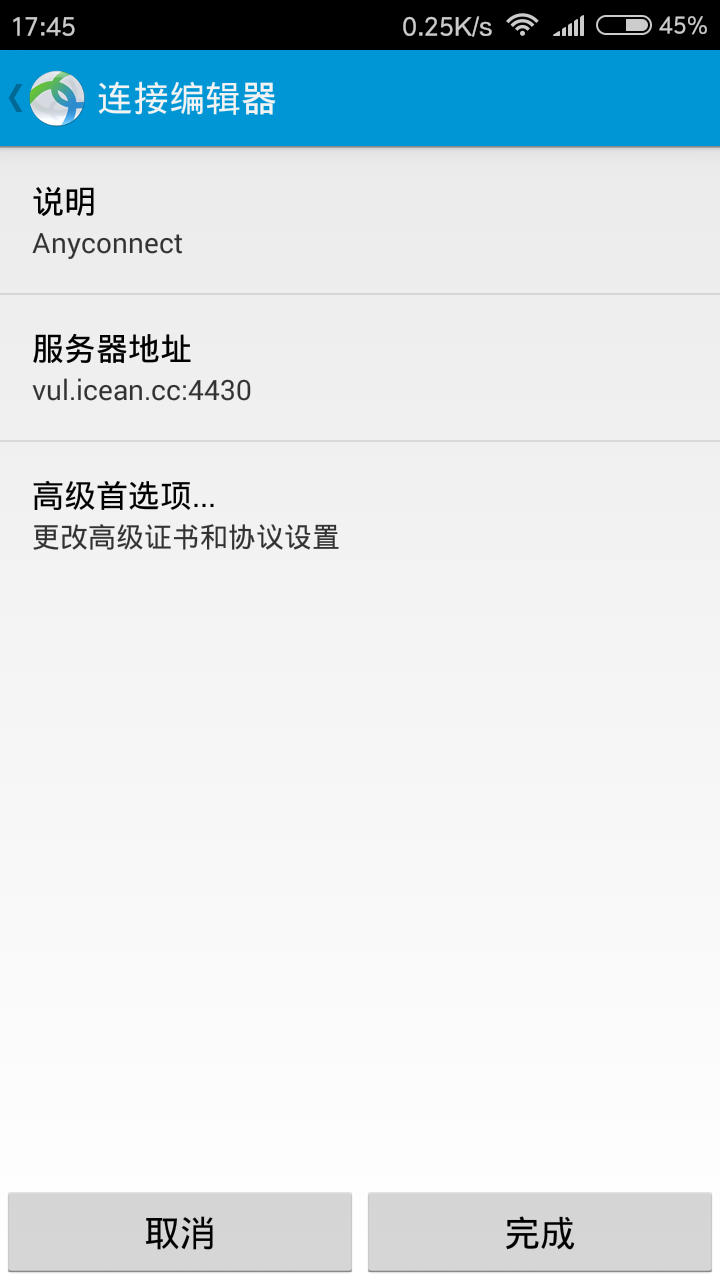 17:45 0.25K/s 45%
连接编辑器
说明
Anyconnect
服务器地址
vul.icean.cc:4430
高级首选项...
更改高级证书和协议设置
取消 完成